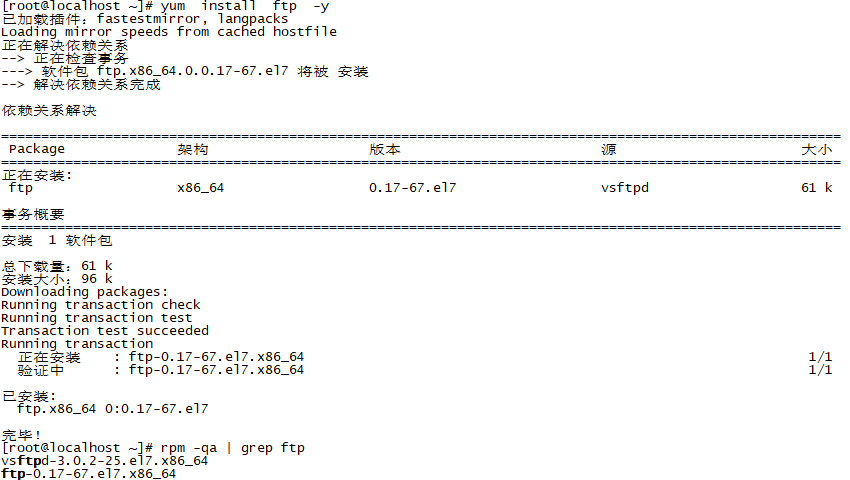 [root@localhost ~]# yum  install  ftp  -y
已加载插件：fastestmirror, langpacks
Loading mirror speeds from cached hostfile
正在解决依赖关系
--> 正在检查事务
---> 软件包 ftp.x86_64.0.0.17-67.el7 将被 安装
--> 解决依赖关系完成
依赖关系解决
================================================================================
 Package 架构 版本 源 大小
================================================================================
正在安装:
 ftp x86_64 0.17-67.el7 vsftpd 61 k
事务概要
================================================================================
安装  1 软件包
总下载量：61 k
安装大小：96 k
Downloading packages:
Running transaction check
Running transaction test
Transaction test succeeded
Running transaction
  正在安装    : ftp-0.17-67.el7.x86_64 1/1
  验证中      : ftp-0.17-67.el7.x86_64 1/1
已安装:
  ftp.x86_64 0:0.17-67.el7
完毕！
[root@localhost ~]# rpm -qa | grep ftp
vsftpd-3.0.2-25.el7.x86_64
ftp-0.17-67.el7.x86_64